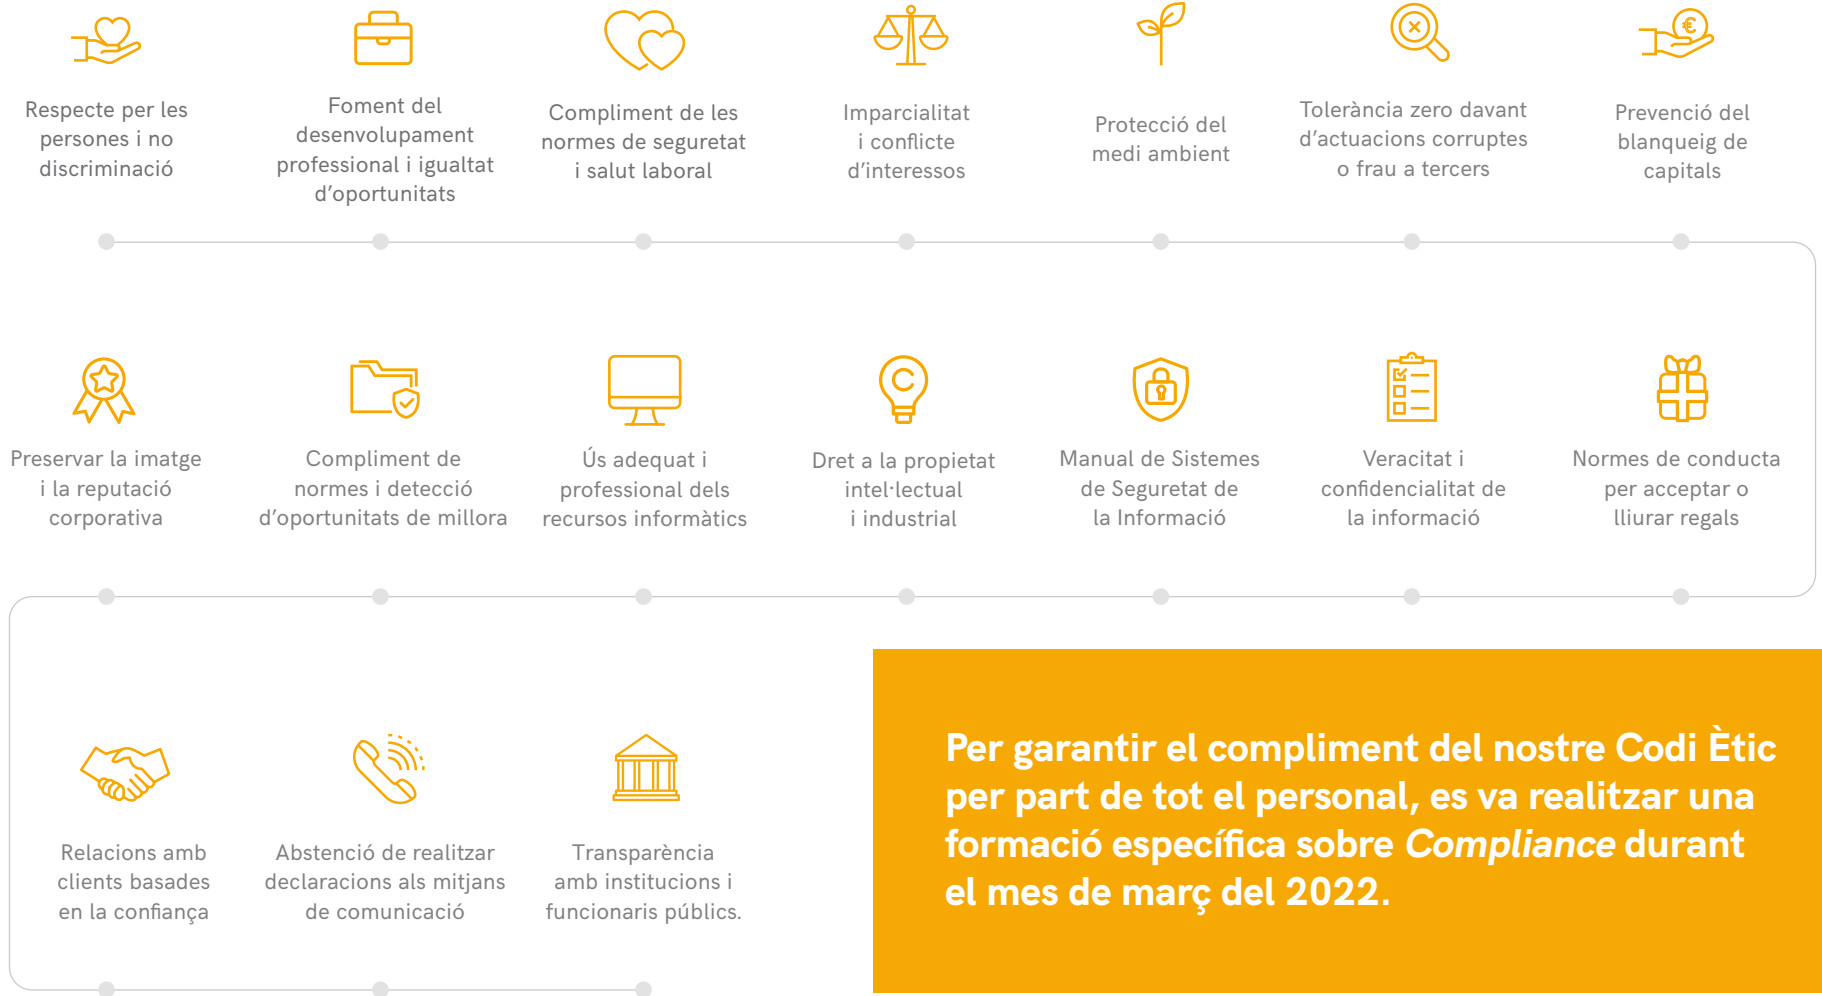 Respecte per les
persones i no
discriminació
Foment del
desenvolupament
professional i igualtat
d’oportunitats
Compliment de les
normes de seguretat
i salut laboral
Imparcialitat
i conflicte
d’interessos
Protecció del
medi ambient
Tolerància zero davant
d’actuacions corruptes
o frau a tercers
Prevenció del
blanqueig de
capitals
Preservar la imatge
i la reputació
corporativa
Compliment de
normes i detecció
d’oportunitats de millora
Ús adequat i
professional dels
recursos informàtics
Dret a la propietat
intel·lectual
i industrial
Manual de Sistemes
de Seguretat de
la Informació
Veracitat i
confidencialitat de
la informació
Normes de conducta
per acceptar o
lliurar regals
Relacions amb
clients basades
en la confiança
Abstenció de realitzar
declaracions als mitjans
de comunicació
Transparència
amb institucions i
funcionaris públics.
Per garantir el compliment del nostre Codi Ètic
per part de tot el personal, es va realitzar una
formació específica sobre Compliance durant
el mes de març del 2022.